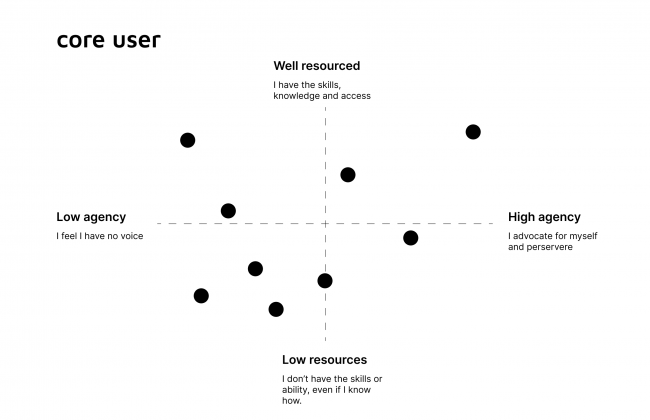 core user
Well resourced
I have the skills,
knowledge and access
Low agency
I feel I have no voice
High agency
I advocate for myself
and perservere
Low resources
I don't have the skills or
ability, even if I know
how.